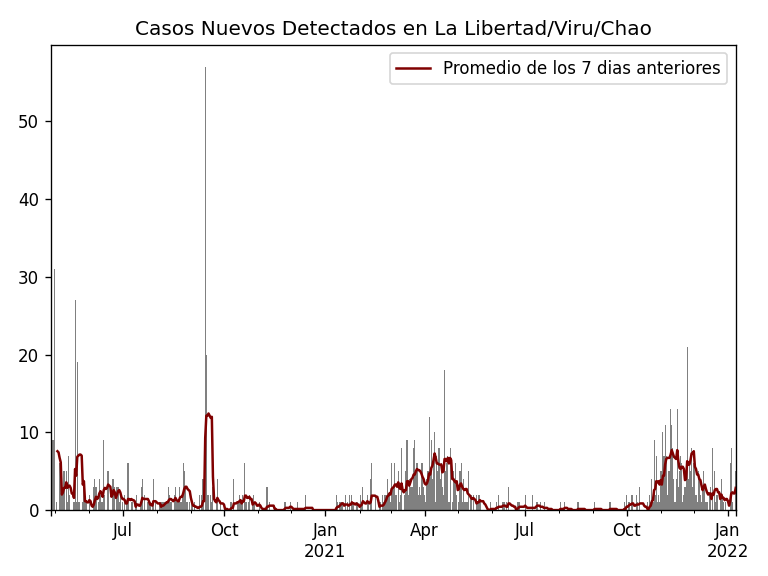 Casos Nuevos Detectados en La Libertad/Viru/Chao
Promedio de los 7 dias anteriores
50
40
30
20
10
0
Jul Oct Jan Apr Jul Oct Jan
2021 2022